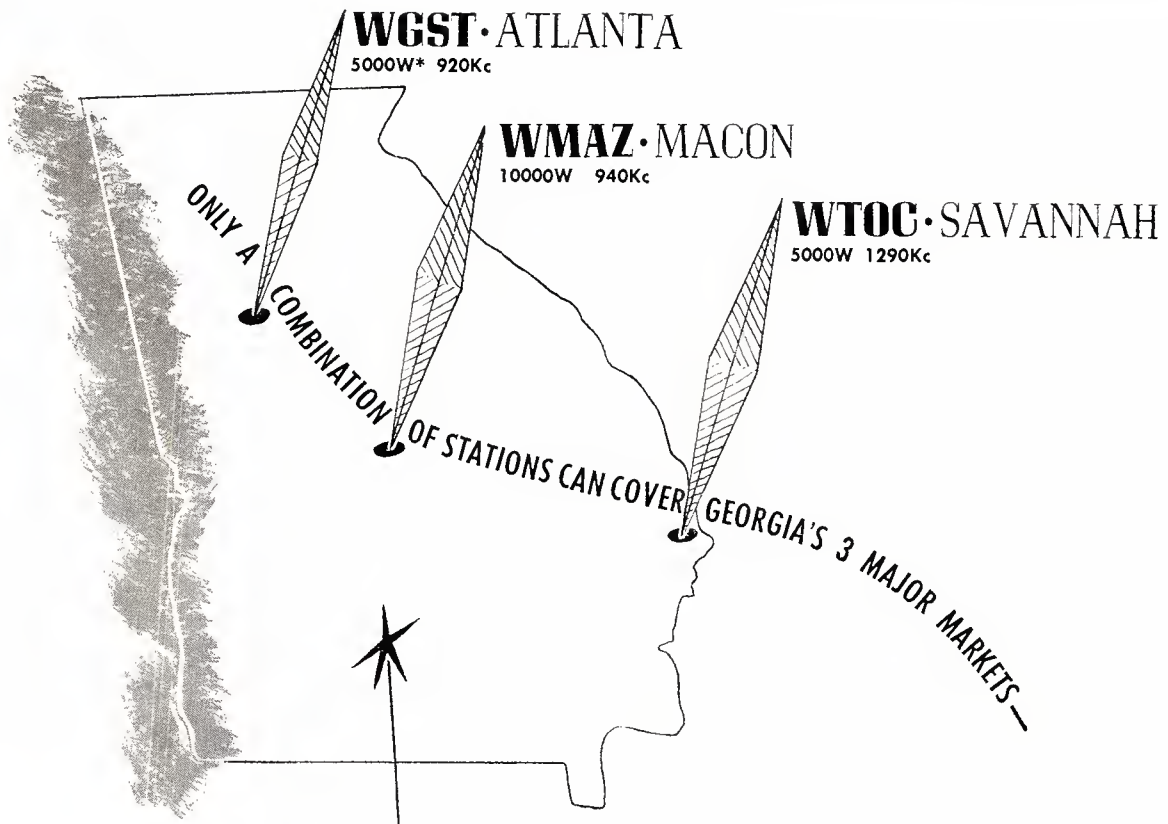 WGST·ATLANTA
5000W* 920Kc
WMAZ·MACON
10000W 940Kc
WTOC·SAVANNAH
5000W 1290Kc
ONLY A COMBINATION OF STATIONS CAN COVER GEORGIA'S 3 MAJOR MARKETS—